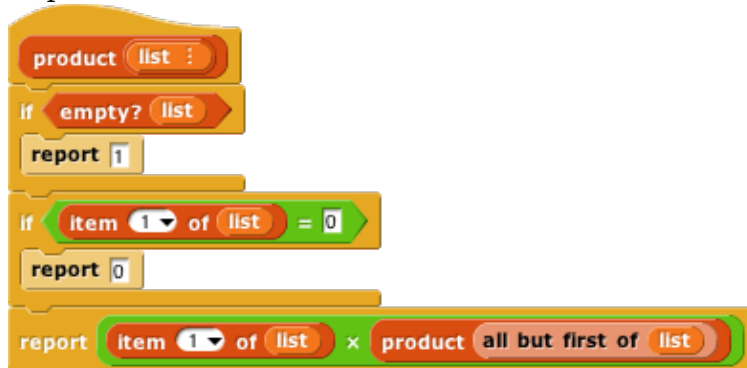 product list ⋮
if empty? list
report 1
if item 1 of list = 0
report 0
report item 1 of list × product all but first of list